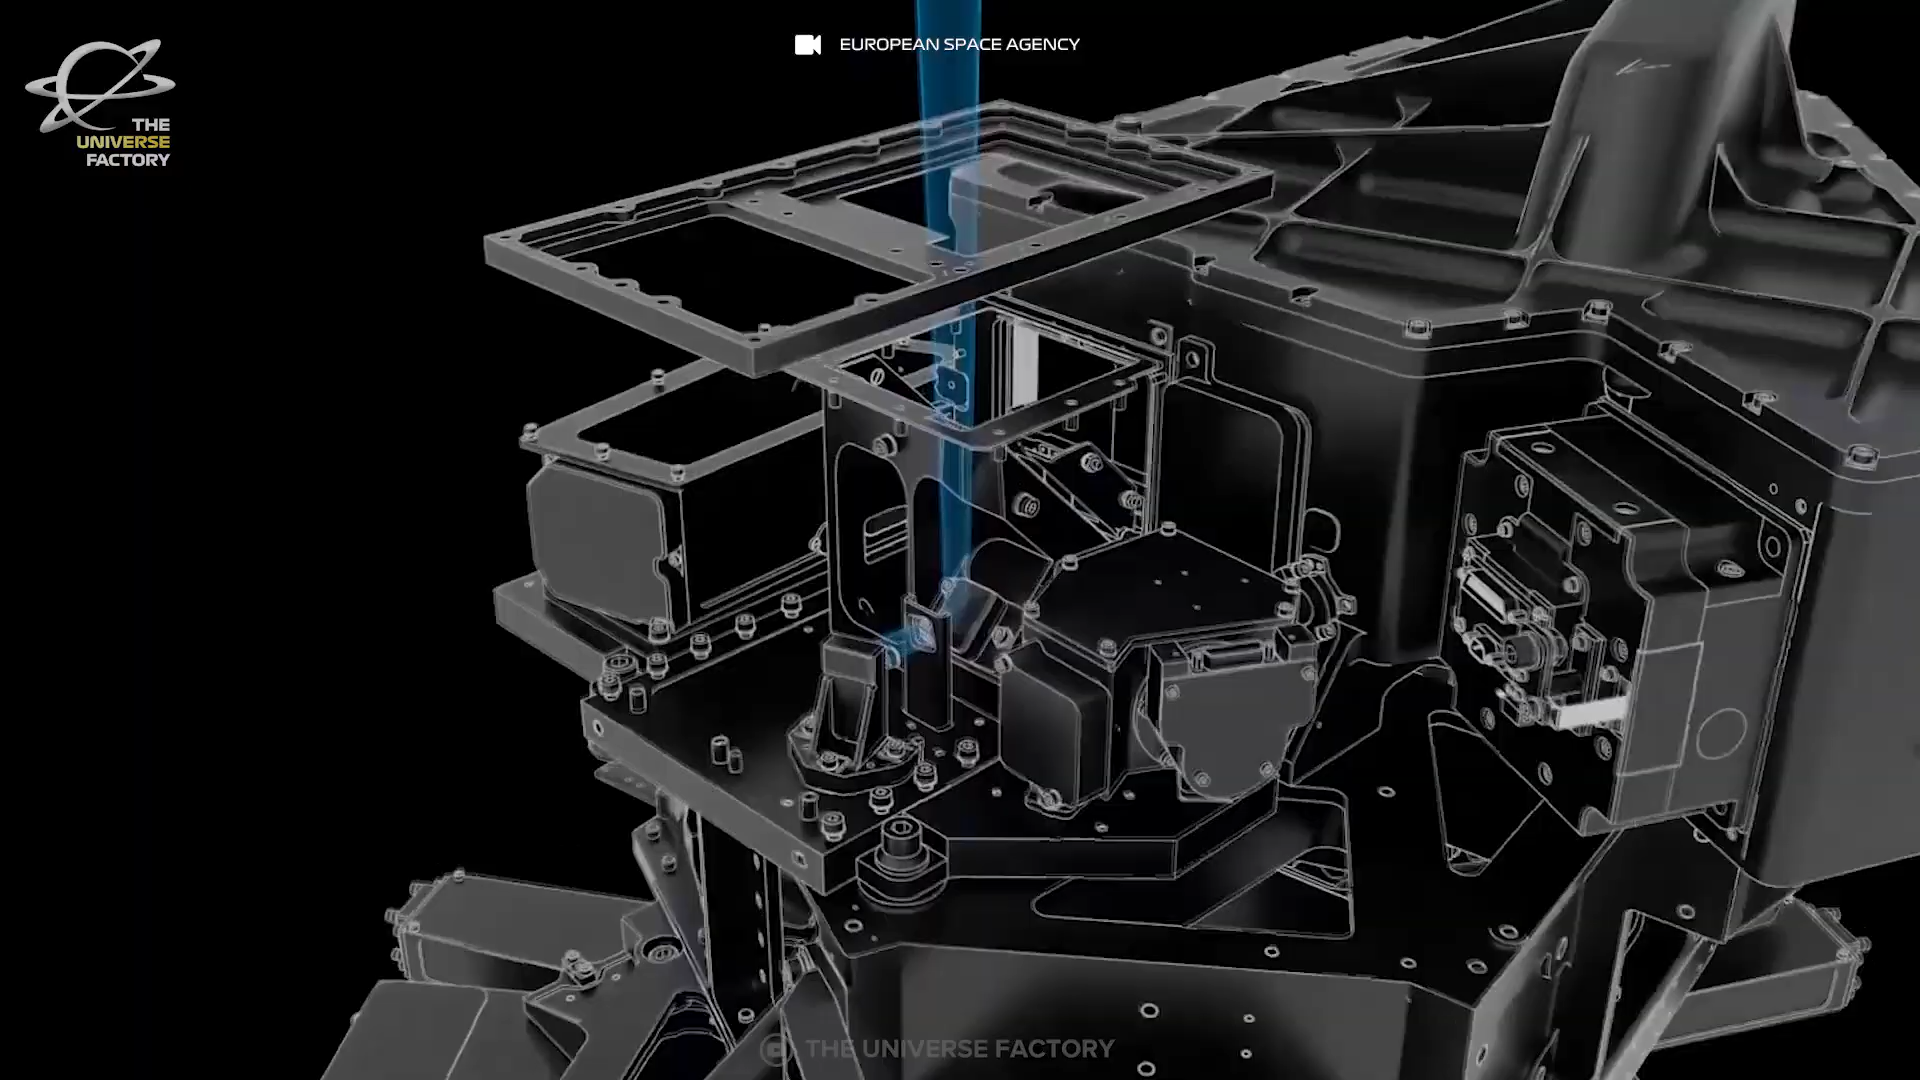 EUROPEAN SPACE AGENCY
THE
UNIVERSE
FACTORY
THE UNIVERSE FACTORY